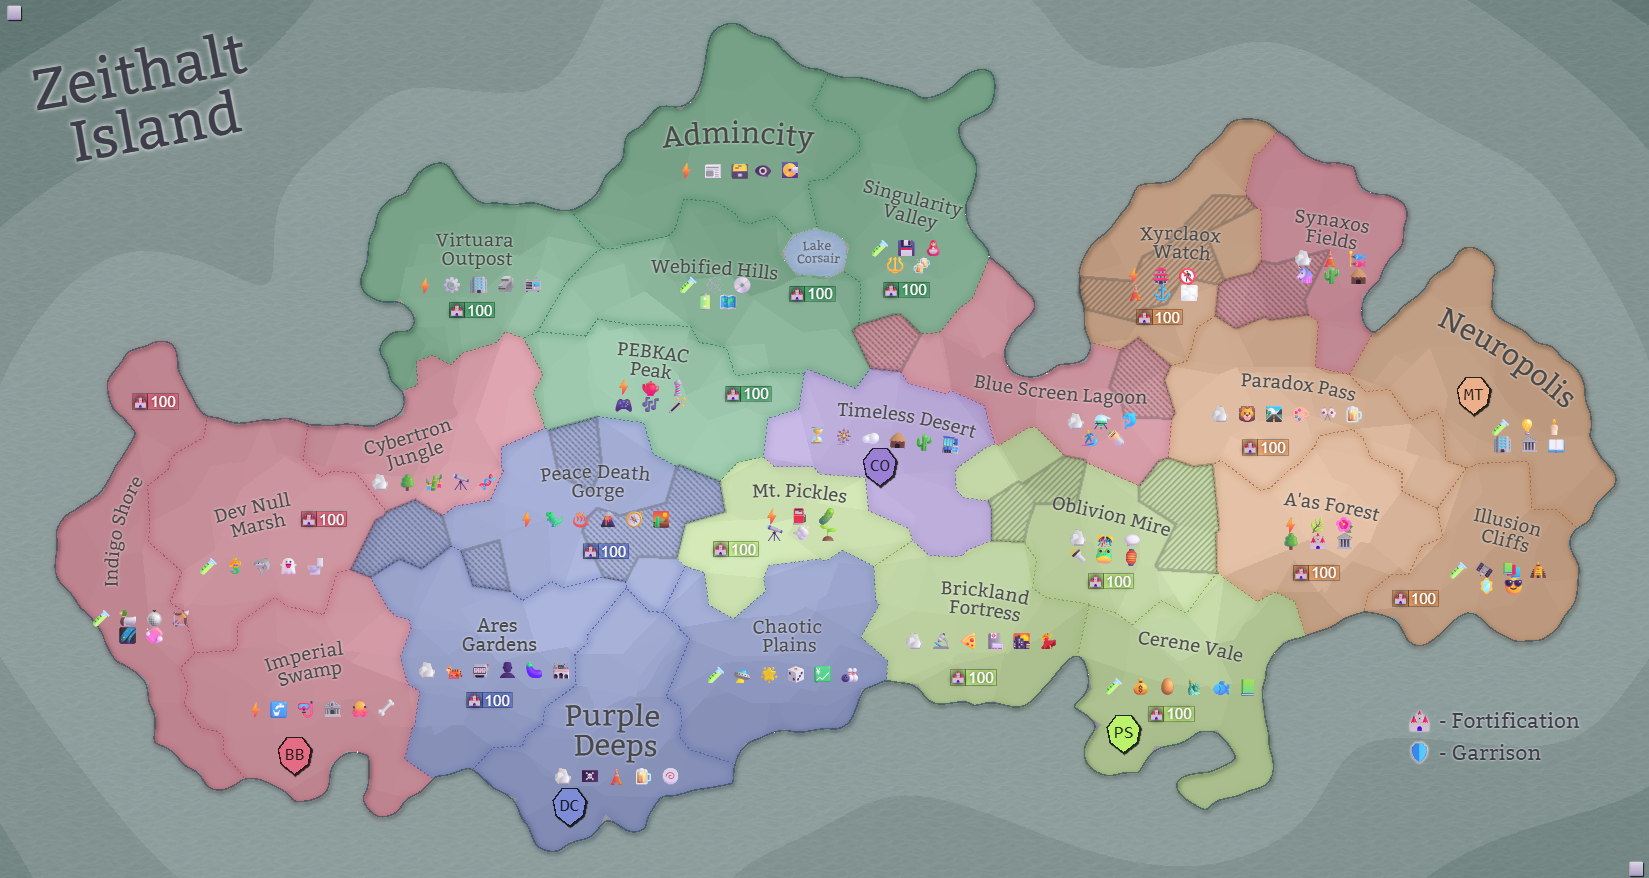 Zeithalt
Island
Admincity
Singularity
Valley
Virtuara
Outpost
100
Webified Hills
Lake
Corsair
100
100
Xyrclaox
Watch
100
Synaxos
Fields
Neuropolis
MT
PEBKAC
Peak
100
100
Cybertron
Jungle
Blue Screen Lagoon
Paradox Pass
100
Timeless Desert
CO
Indigo Shore
Dev Null
Marsh
100
Peace Death
Gorge
100
Mt. Pickles
100
Oblivion Mire
100
A'as Forest
100
Illusion
Cliffs
100
Imperial
Swamp
BB
Ares
Gardens
100
Chaotic
Plains
Brickland
Fortress
100
Cerene Vale
100
PS
Purple
Deeps
DC
- Fortification
- Garrison